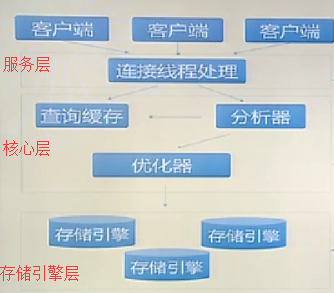 客户端 客户端 客户端
服务层
连接线程处理
查询缓存 分析器
核心层
优化器
存储引擎 存储引擎
存储引擎
存储引擎层